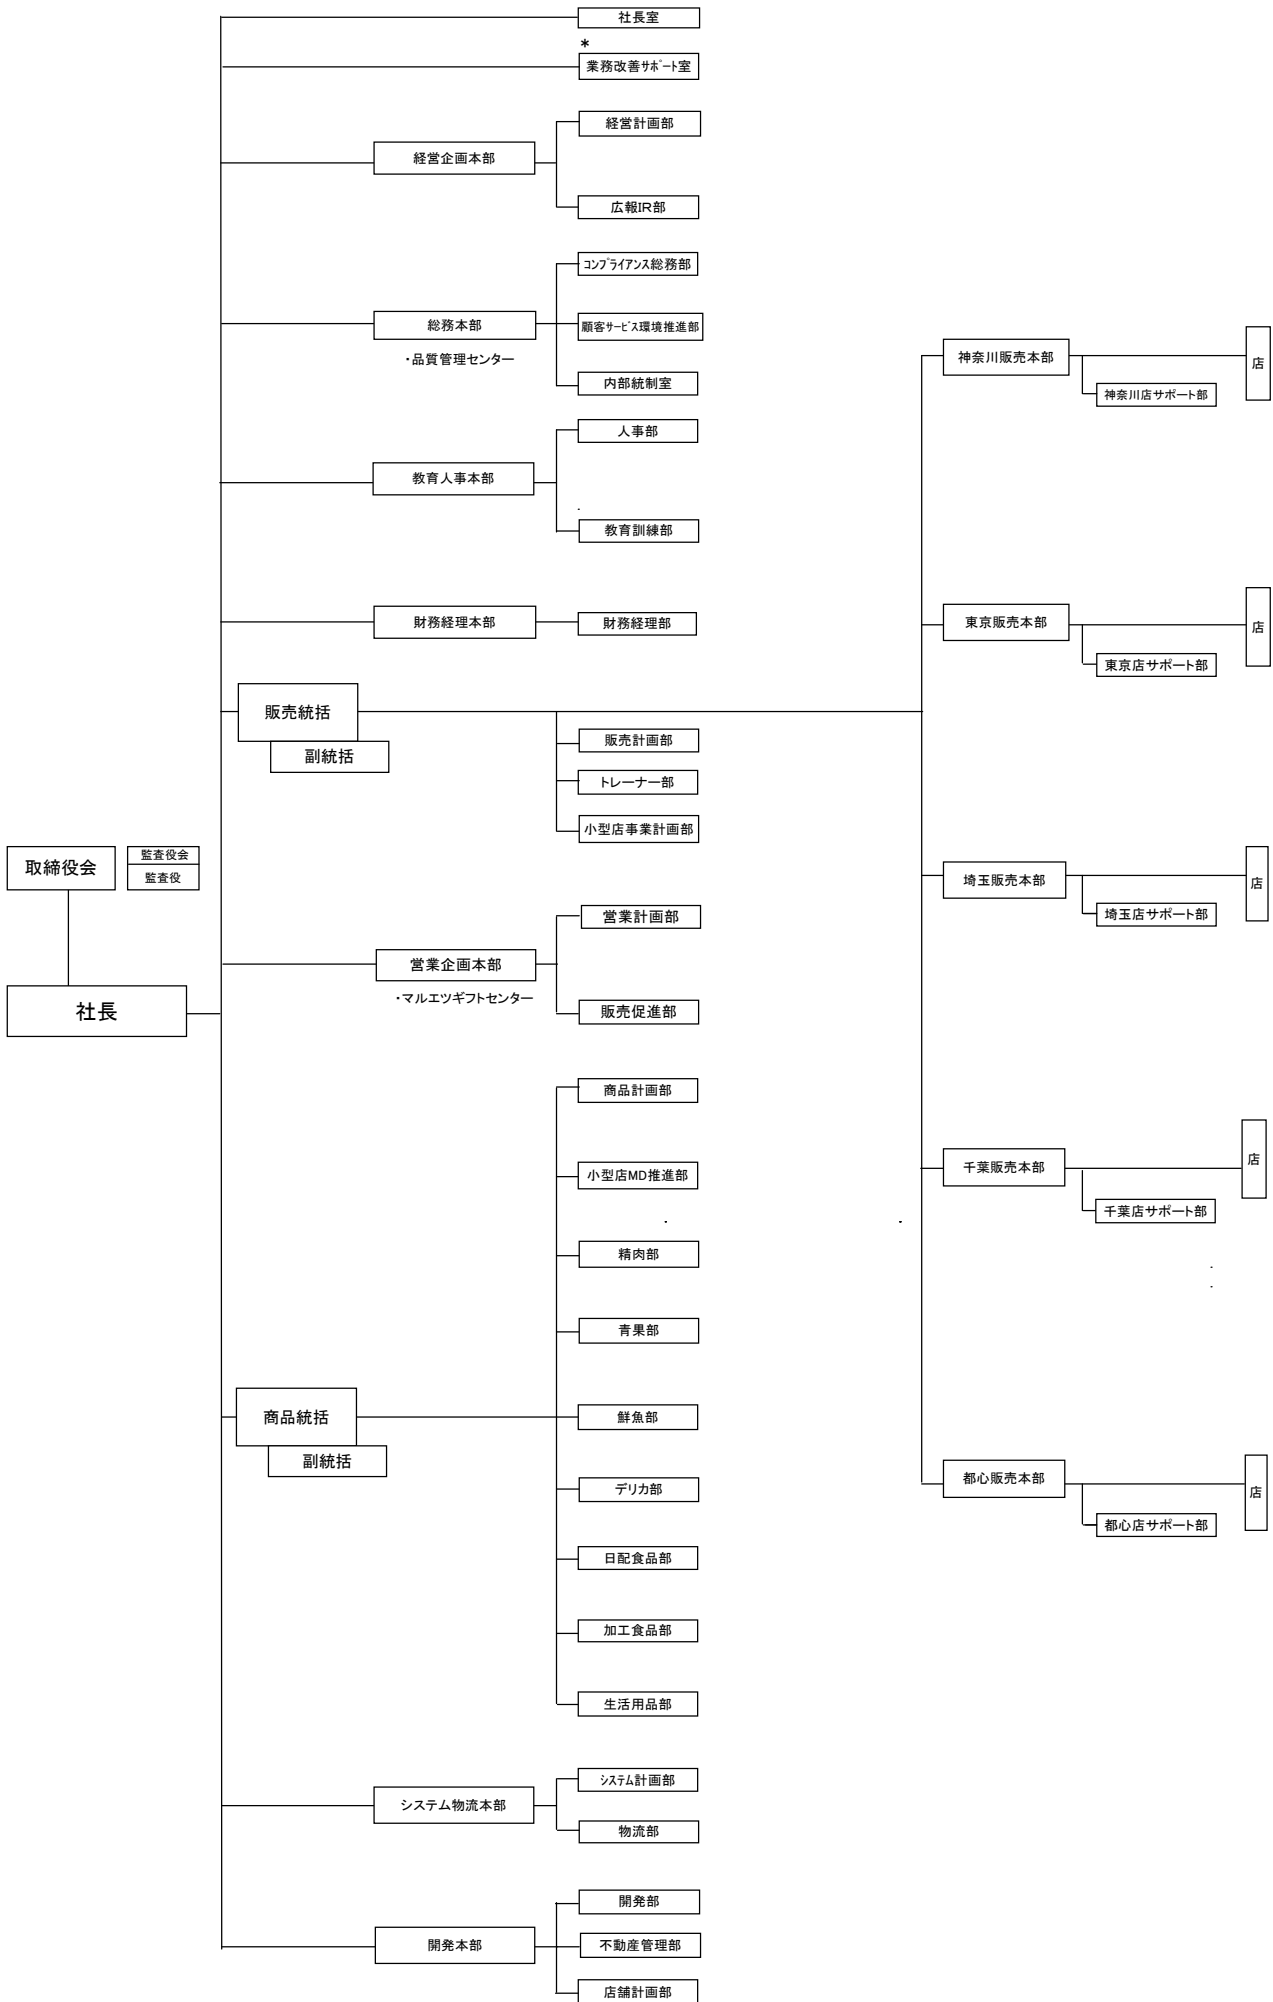 社長室
*
業務改善サポート室
経営計画部
経営企画本部
広報IR部
コンプライアンス総務部
総務本部
顧客サービス環境推進部
・品質管理センター
内部統制室
人事部
教育人事本部
教育訓練部
財務経理本部
財務経理部
販売統括
副統括
販売計画部
トレーナー部
小型店事業計画部
神奈川販売本部
店
神奈川店サポート部
東京販売本部
店
東京店サポート部
埼玉販売本部
店
埼玉店サポート部
千葉販売本部
店
千葉店サポート部
都心販売本部
店
都心店サポート部
取締役会
監査役会
監査役
社長
営業計画部
営業企画本部
・マルエツギフトセンター
販売促進部
商品計画部
小型店MD推進部
精肉部
青果部
商品統括
副統括
鮮魚部
デリカ部
日配食品部
加工食品部
生活用品部
システム計画部
システム物流本部
物流部
開発部
開発本部
不動産管理部
店舗計画部